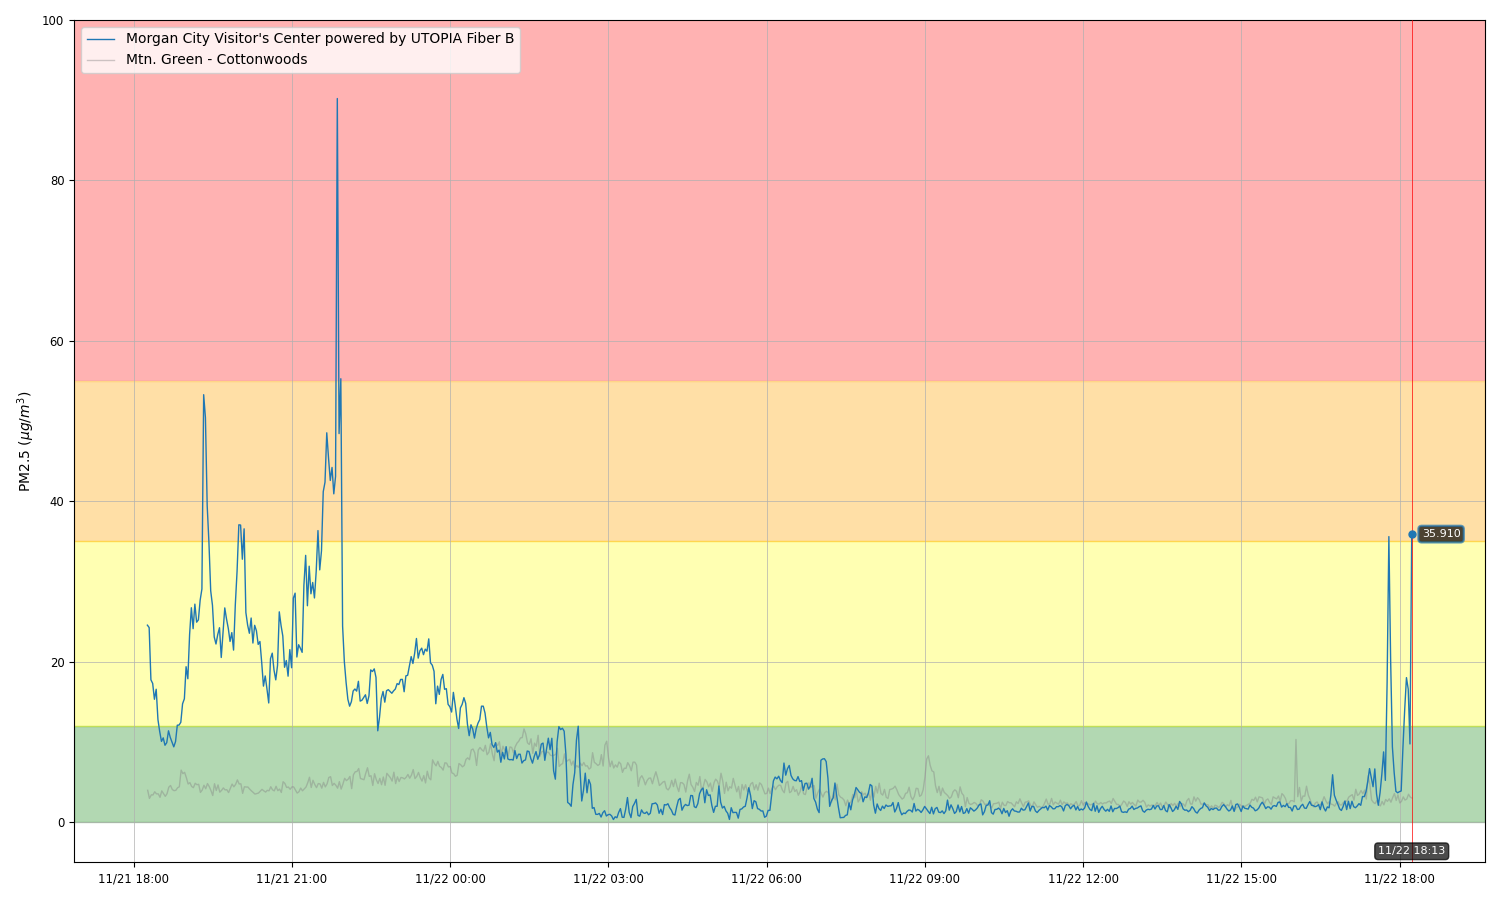 100
Morgan City Visitor's Center powered by UTOPIA Fiber B
Mtn. Green - Cottonwoods
80
60
PM2.5 (μg/m³)
40
35.910
20
0
11/22 18:13
11/21 18:00 11/21 21:00 11/22 00:00 11/22 03:00 11/22 06:00 11/22 09:00 11/22 12:00 11/22 15:00 11/22 18:00